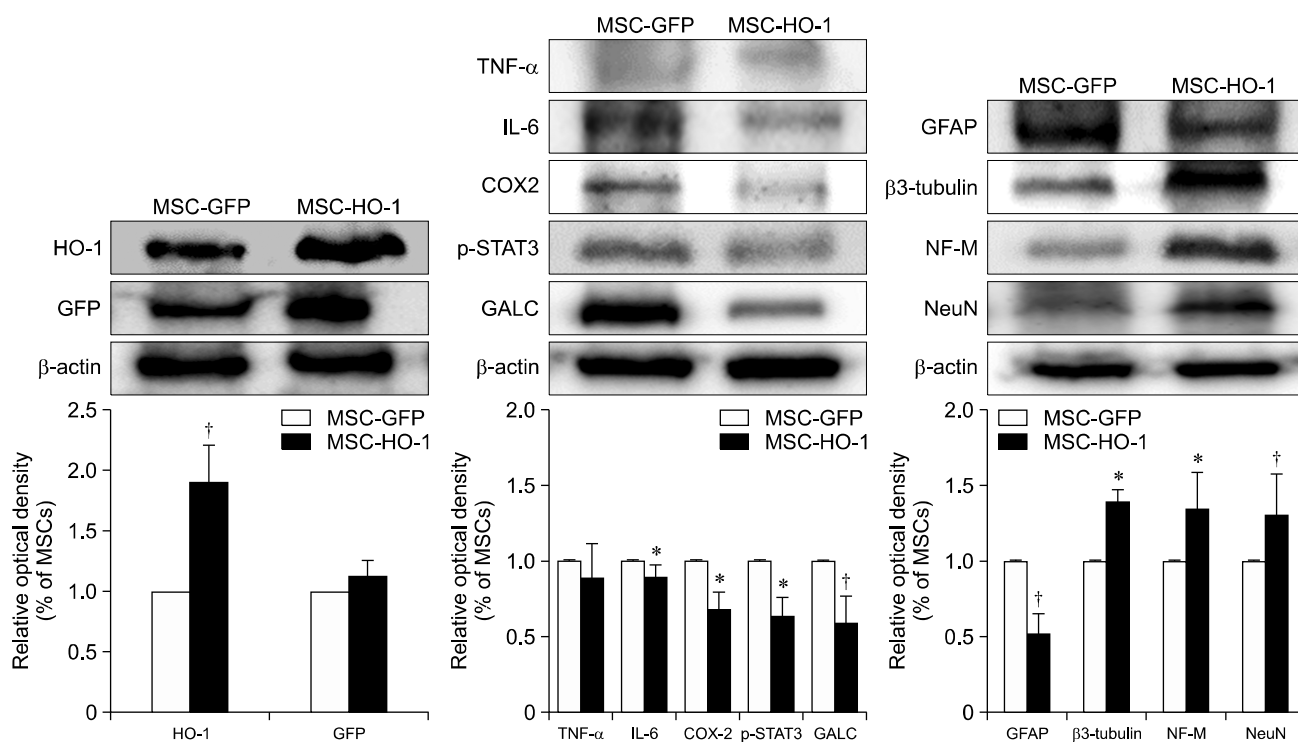 MSC-GFP MSC-HO-1
HO-1
GFP
β-actin
2.5
2.0
1.5
1.0
0.5
0
Relative optical density
(% of MSCs)
MSC-GFP
MSC-HO-1
†
HO-1 GFP
MSC-GFP MSC-HO-1
TNF-α
IL-6
COX2
p-STAT3
GALC
β-actin
2.0
1.5
1.0
0.5
0
Relative optical density
(% of MSCs)
MSC-GFP
MSC-HO-1
* * * †
TNF-α IL-6 COX-2 p-STAT3 GALC
MSC-GFP MSC-HO-1
GFAP
β3-tubulin
NF-M
NeuN
β-actin
2.0
1.5
1.0
0.5
0
Relative optical density
(% of MSCs)
MSC-GFP
MSC-HO-1
† * * †
GFAP β3-tubulin NF-M NeuN